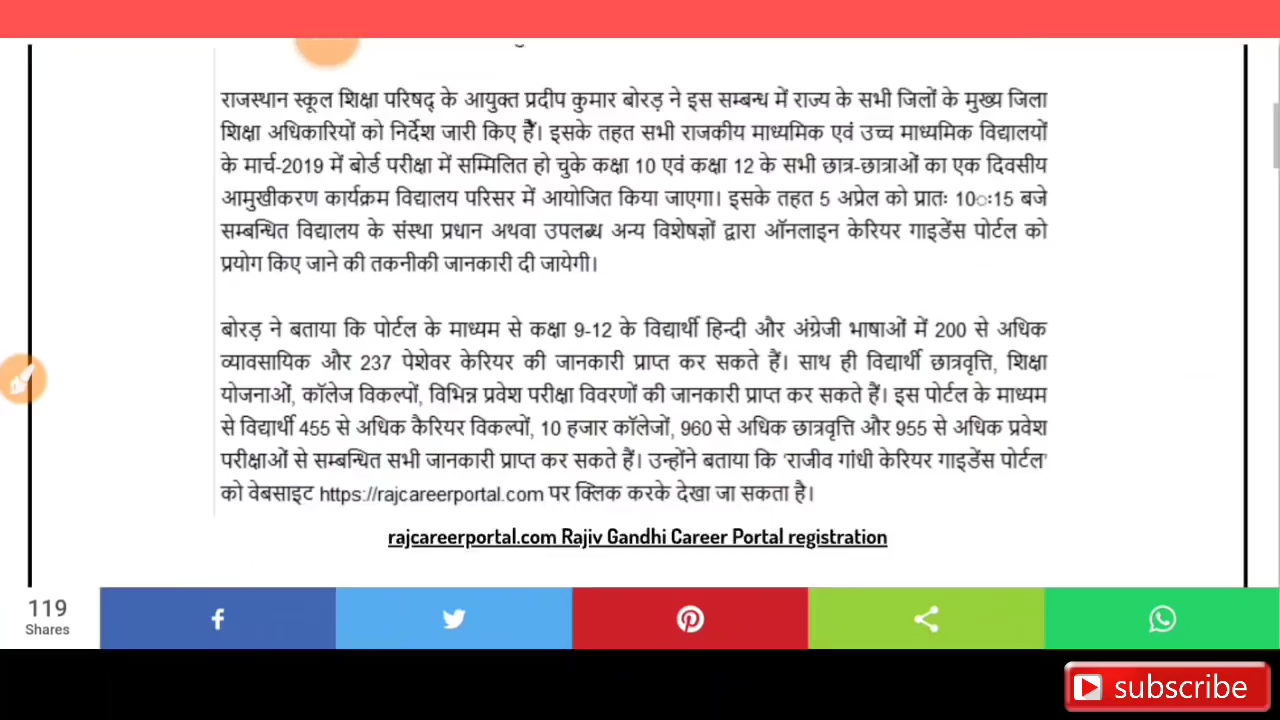 राजस्थान स्कूल शिक्षा परिषद् के आयुक्त प्रदीप कुमार बोरड़ ने इस सम्बन्ध में राज्य के सभी जिलों के मुख्य जिला
शिक्षा अधिकारियों को निर्देश जारी किए हैं। इसके तहत सभी राजकीय माध्यमिक एवं उच्च माध्यमिक विद्यालयों
के मार्च-2019 में बोर्ड परीक्षा में सम्मिलित हो चुके कक्षा 10 एवं कक्षा 12 के सभी छात्र-छात्राओं का एक दिवसीय
आमुखीकरण कार्यक्रम विद्यालय परिसर में आयोजित किया जाएगा। इसके तहत 5 अप्रेल को प्रातः 10ः15 बजे
सम्बन्धित विद्यालय के संस्था प्रधान अथवा उपलब्ध अन्य विशेषज्ञों द्वारा ऑनलाइन केरियर गाइडेंस पोर्टल को
प्रयोग किए जाने की तकनीकी जानकारी दी जायेगी।
बोरड़ ने बताया कि पोर्टल के माध्यम से कक्षा 9-12 के विद्यार्थी हिन्दी और अंग्रेजी भाषाओं में 200 से अधिक
व्यावसायिक और 237 पेशेवर केरियर की जानकारी प्राप्त कर सकते हैं। साथ ही विद्यार्थी छात्रवृत्ति, शिक्षा
योजनाओं, कॉलेज विकल्पों, विभिन्न प्रवेश परीक्षा विवरणों की जानकारी प्राप्त कर सकते हैं। इस पोर्टल के माध्यम
से विद्यार्थी 455 से अधिक कैरियर विकल्पों, 10 हजार कॉलेजों, 960 से अधिक छात्रवृत्ति और 955 से अधिक प्रवेश
परीक्षाओं से सम्बन्धित सभी जानकारी प्राप्त कर सकते हैं। उन्होंने बताया कि 'राजीव गांधी केरियर गाइडेंस पोर्टल'
को वेबसाइट https://rajcareerportal.com पर क्लिक करके देखा जा सकता है।
rajcareerportal.com Rajiv Gandhi Career Portal registration
119
Shares
subscribe